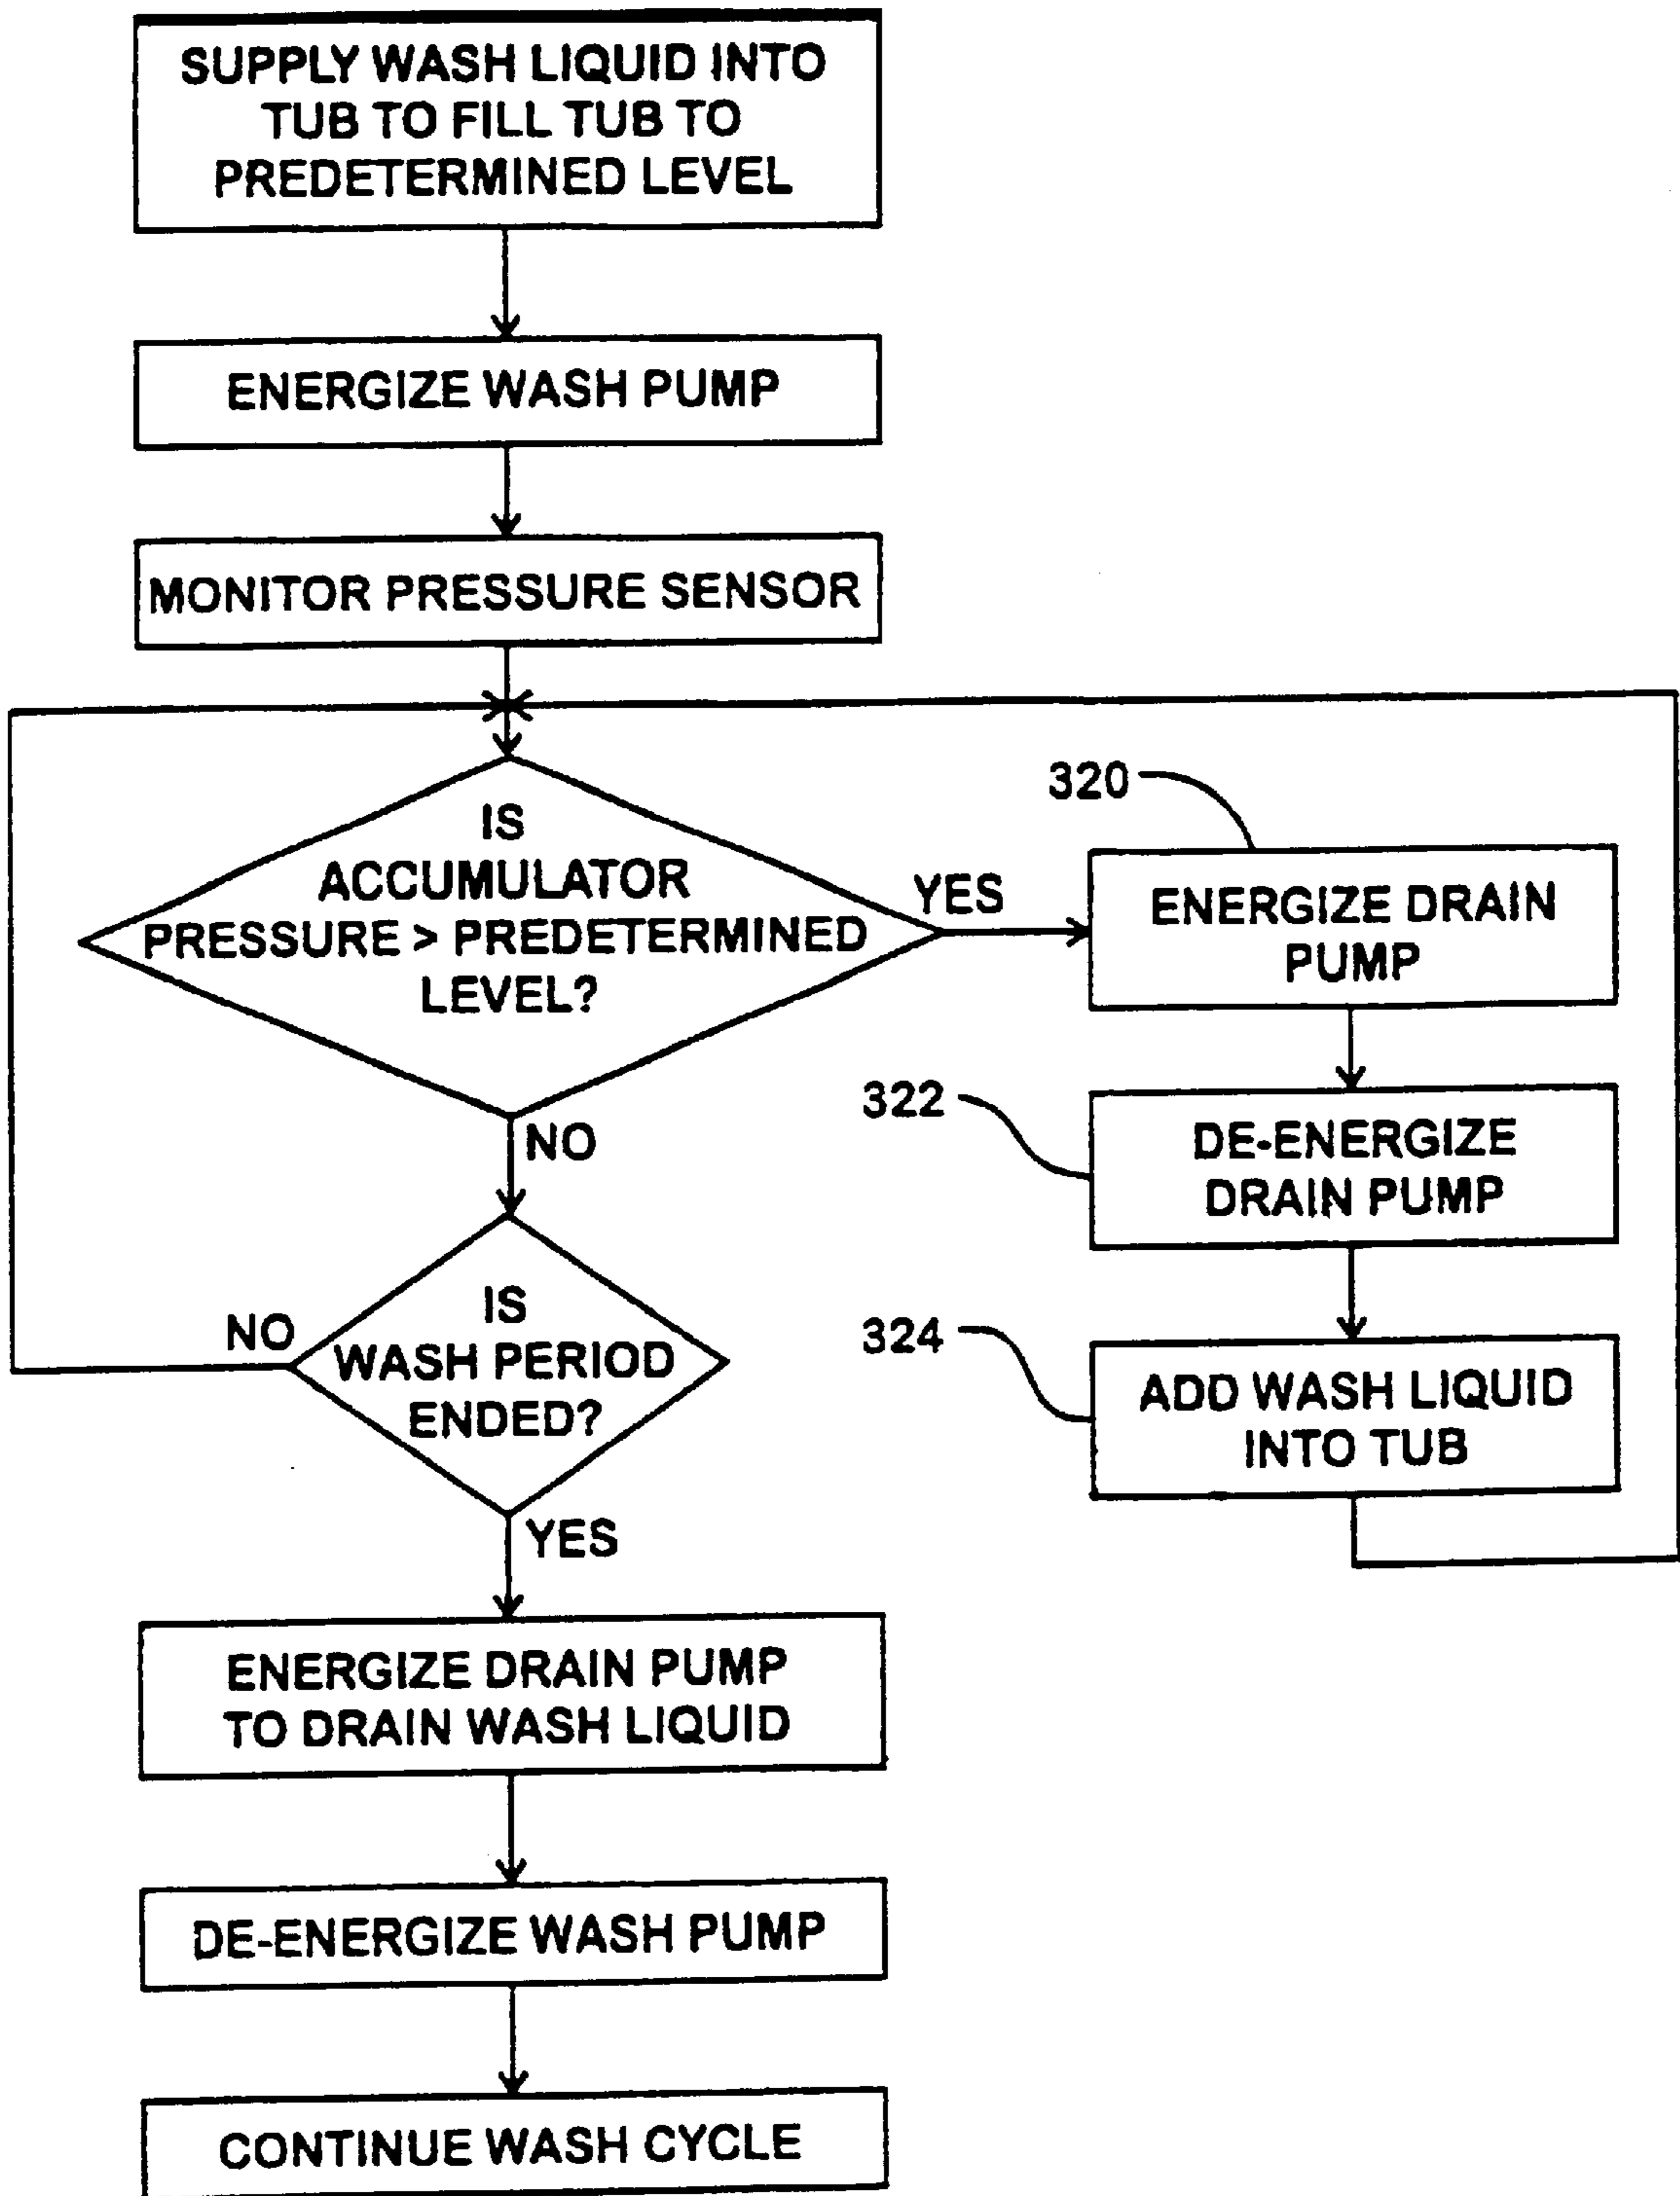 SUPPLY WASH LIQUID INTO
TUB TO FILL TUB TO
PREDETERMINED LEVEL
ENERGIZE WASH PUMP
MONITOR PRESSURE SENSOR
IS
ACCUMULATOR
PRESSURE > PREDETERMINED
LEVEL?
YES
320
ENERGIZE DRAIN
PUMP
322
DE-ENERGIZE
DRAIN PUMP
324
ADD WASH LIQUID
INTO TUB
NO
IS
WASH PERIOD
ENDED?
NO
YES
ENERGIZE DRAIN PUMP
TO DRAIN WASH LIQUID
DE-ENERGIZE WASH PUMP
CONTINUE WASH CYCLE